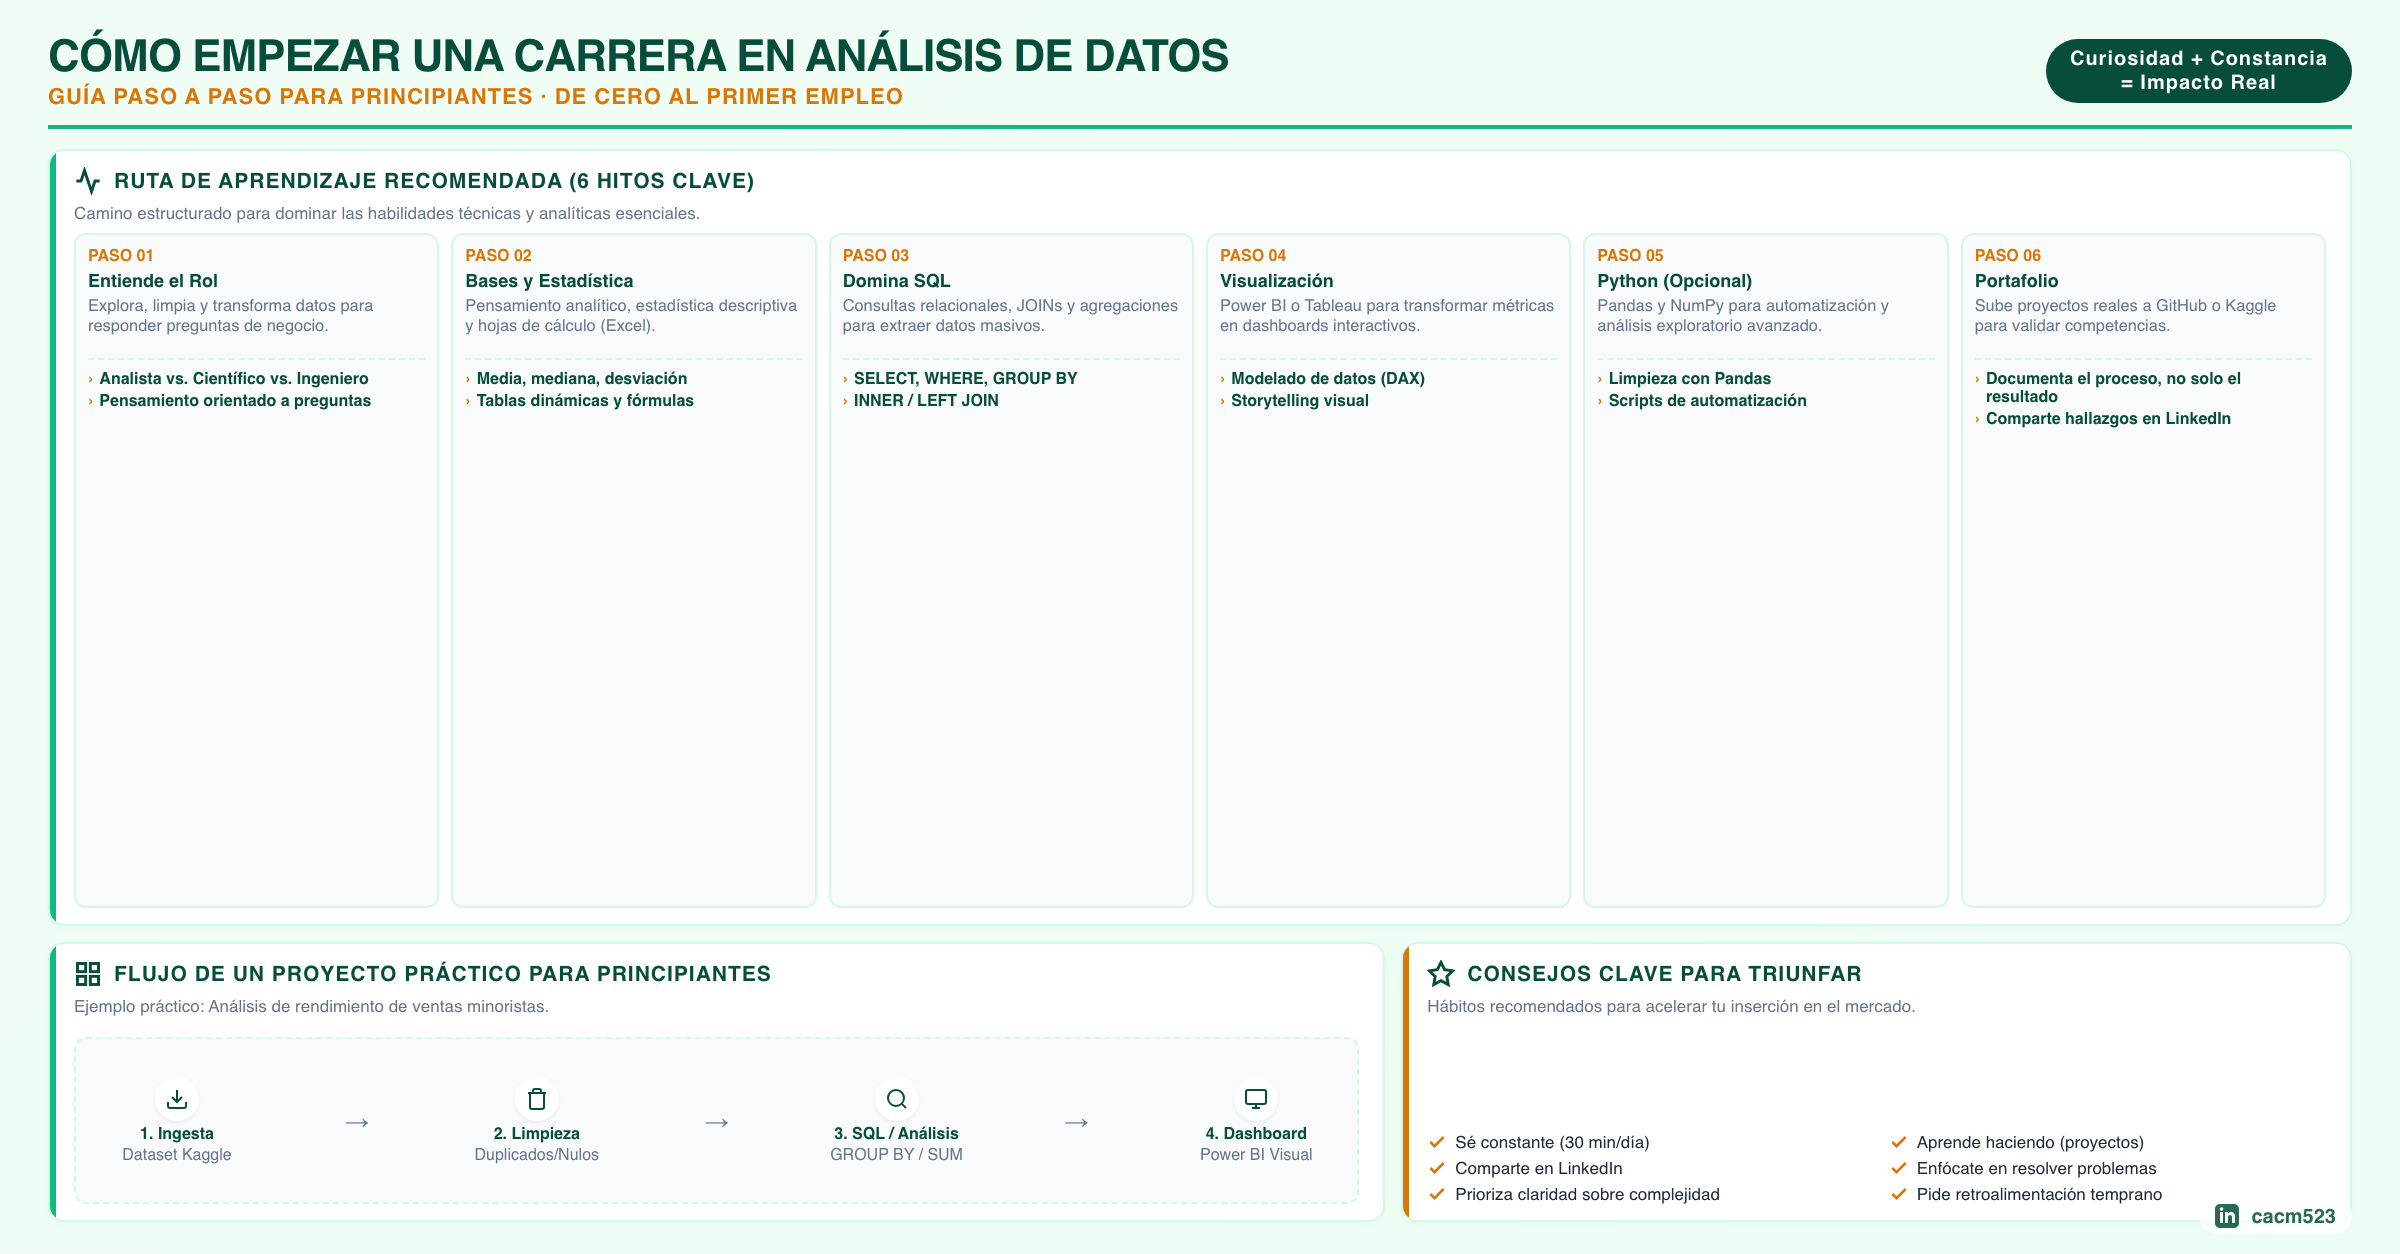 CÓMO EMPEZAR UNA CARRERA EN ANÁLISIS DE DATOS
GUÍA PASO A PASO PARA PRINCIPIANTES · DE CERO AL PRIMER EMPLEO
Curiosidad + Constancia
= Impacto Real
RUTA DE APRENDIZAJE RECOMENDADA (6 HITOS CLAVE)
Camino estructurado para dominar las habilidades técnicas y analíticas esenciales.
PASO 01
Entiende el Rol
Explora, limpia y transforma datos para
responder preguntas de negocio.
› Analista vs. Científico vs. Ingeniero
› Pensamiento orientado a preguntas
PASO 02
Bases y Estadística
Pensamiento analítico, estadística descriptiva
y hojas de cálculo (Excel).
› Media, mediana, desviación
› Tablas dinámicas y fórmulas
PASO 03
Domina SQL
Consultas relacionales, JOINs y agregaciones
para extraer datos masivos.
› SELECT, WHERE, GROUP BY
› INNER / LEFT JOIN
PASO 04
Visualización
Power BI o Tableau para transformar métricas
en dashboards interactivos.
› Modelado de datos (DAX)
› Storytelling visual
PASO 05
Python (Opcional)
Pandas y NumPy para automatización y
análisis exploratorio avanzado.
› Limpieza con Pandas
› Scripts de automatización
PASO 06
Portafolio
Sube proyectos reales a GitHub o Kaggle
para validar competencias.
› Documenta el proceso, no solo el
resultado
› Comparte hallazgos en LinkedIn
FLUJO DE UN PROYECTO PRÁCTICO PARA PRINCIPIANTES
Ejemplo práctico: Análisis de rendimiento de ventas minoristas.
1. Ingesta
Dataset Kaggle
→
2. Limpieza
Duplicados/Nulos
→
3. SQL / Análisis
GROUP BY / SUM
→
4. Dashboard
Power BI Visual
CONSEJOS CLAVE PARA TRIUNFAR
Hábitos recomendados para acelerar tu inserción en el mercado.
Sé constante (30 min/día)
Aprende haciendo (proyectos)
Comparte en LinkedIn
Enfócate en resolver problemas
Prioriza claridad sobre complejidad
Pide retroalimentación temprano
in cacm523